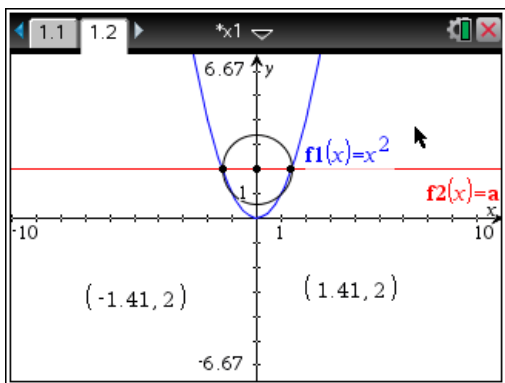 1.1 1.2 *x1
6.67 y
f1(x)=x²
1
f2(x)=a
x
-10 1 10
(-1.41, 2) (1.41, 2)
-6.67